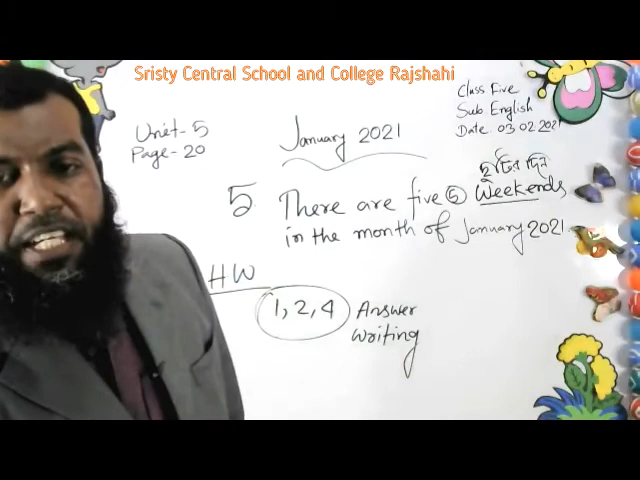 Sristy Central School and College Rajshahi
Class Five
Sub English
Date 03.02.2021
Unit-5
Page-20
January 2021
ছুটির দিন
5 There are five ⑤ Weekends
in the month of January 2021
HW
1, 2, 4 Answer
writing